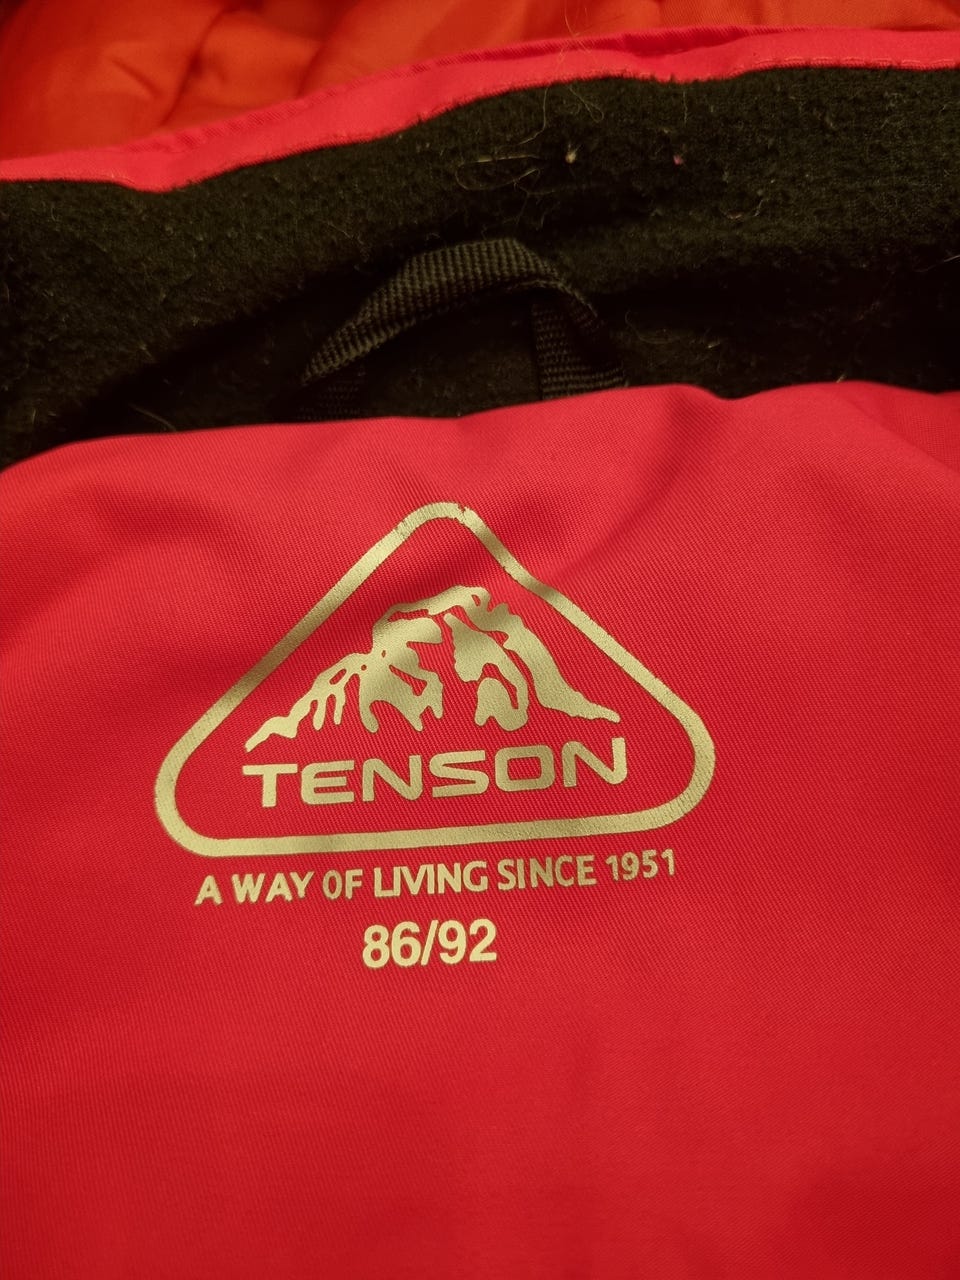 TENSON
A WAY OF LIVING SINCE 1951
86/92